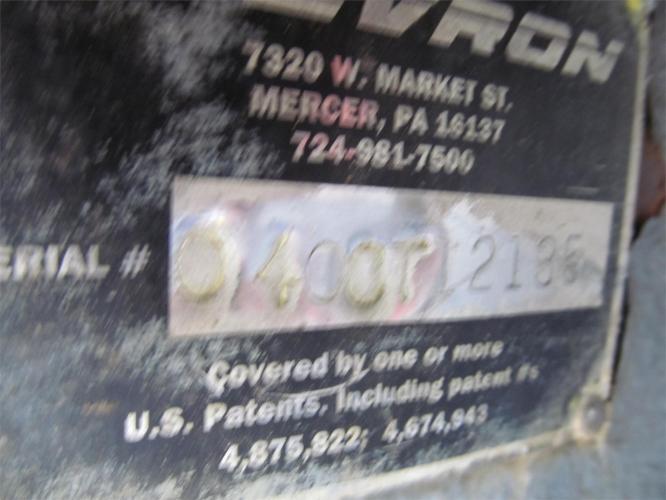 VRON
7320 W. MARKET ST.
MERCER, PA 16137
724-981-7500
ERIAL #
Covered by one or more
U.S. Patents. Including patent #s
4,875,822; 4,674,943